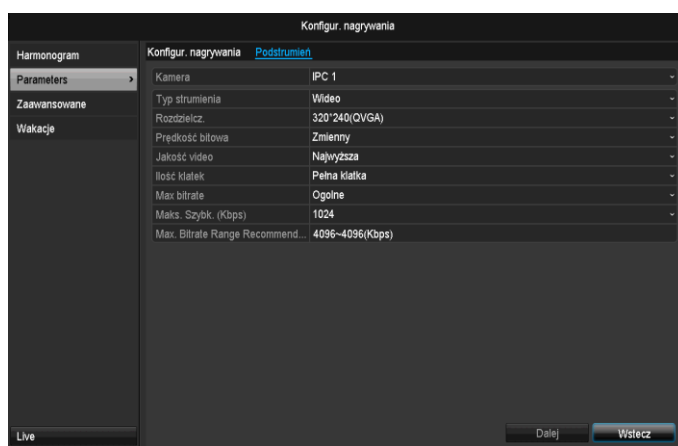 Konfigur. nagrywania
Harmonogram
Parameters
Zaawansowane
Wakacje
Live
Konfigur. nagrywania Podstrumień
Kamera IPC 1
Typ strumienia Wideo
Rozdzielcz. 320*240(QVGA)
Prędkość bitowa Zmienny
Jakość video Najwyższa
Ilość klatek Pełna klatka
Max bitrate Ogolne
Maks. Szybk. (Kbps) 1024
Max. Bitrate Range Recommend... 4096~4096(Kbps)
Dalej Wstecz